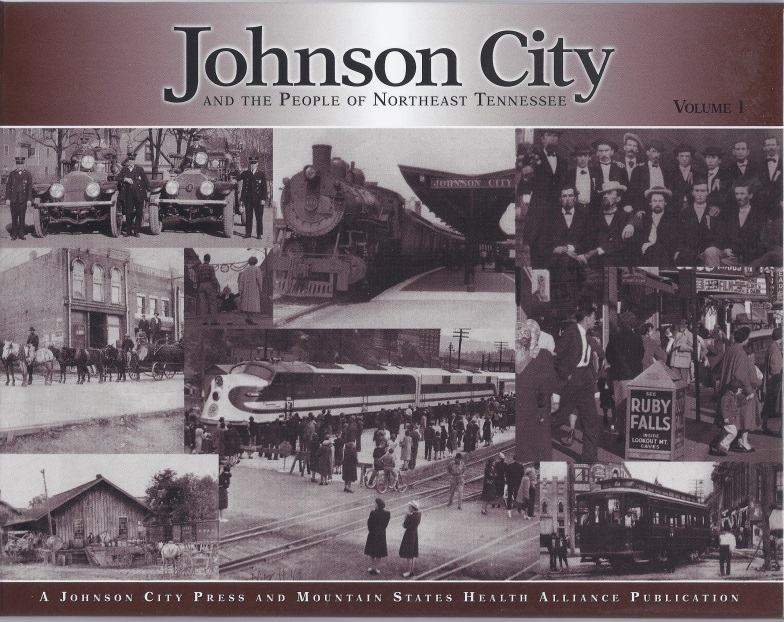 Johnson City
AND THE PEOPLE OF NORTHEAST TENNESSEE
VOLUME 1
JOHNSON CITY
SEE
RUBY
FALLS
INSIDE
LOOKOUT MT.
CAVES
A JOHNSON CITY PRESS AND MOUNTAIN STATES HEALTH ALLIANCE PUBLICATION